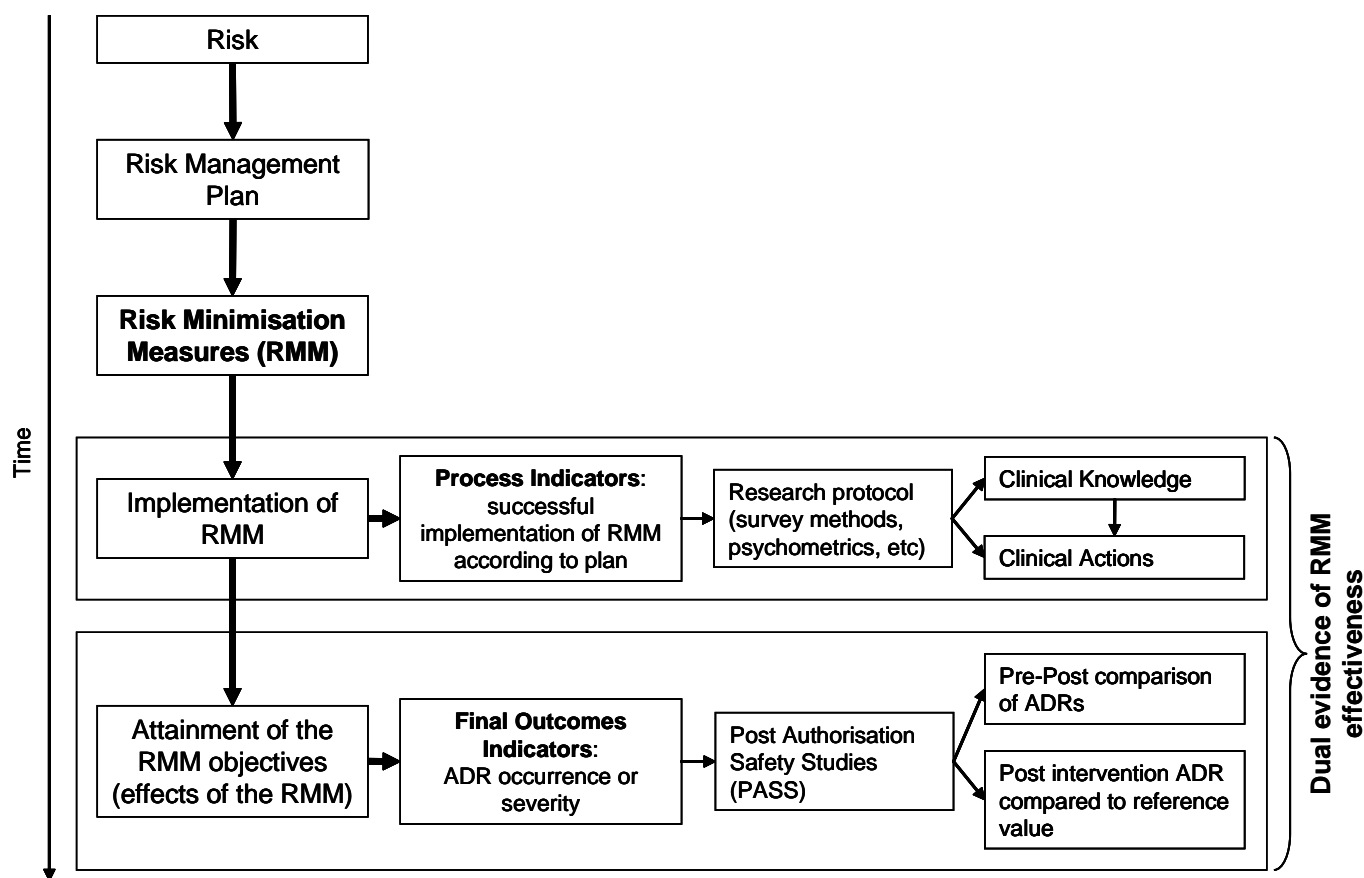 Risk
Risk Management
Plan
Risk Minimisation
Measures (RMM)
Time
Implementation of
RMM
Process Indicators:
successful
implementation of RMM
according to plan
Research protocol
(survey methods,
psychometrics, etc)
Clinical Knowledge
Clinical Actions
Attainment of the
RMM objectives
(effects of the RMM)
Final Outcomes
Indicators:
ADR occurrence or
severity
Post Authorisation
Safety Studies
(PASS)
Pre-Post comparison
of ADRs
Post intervention ADR
compared to reference
value
Dual evidence of RMM
effectiveness